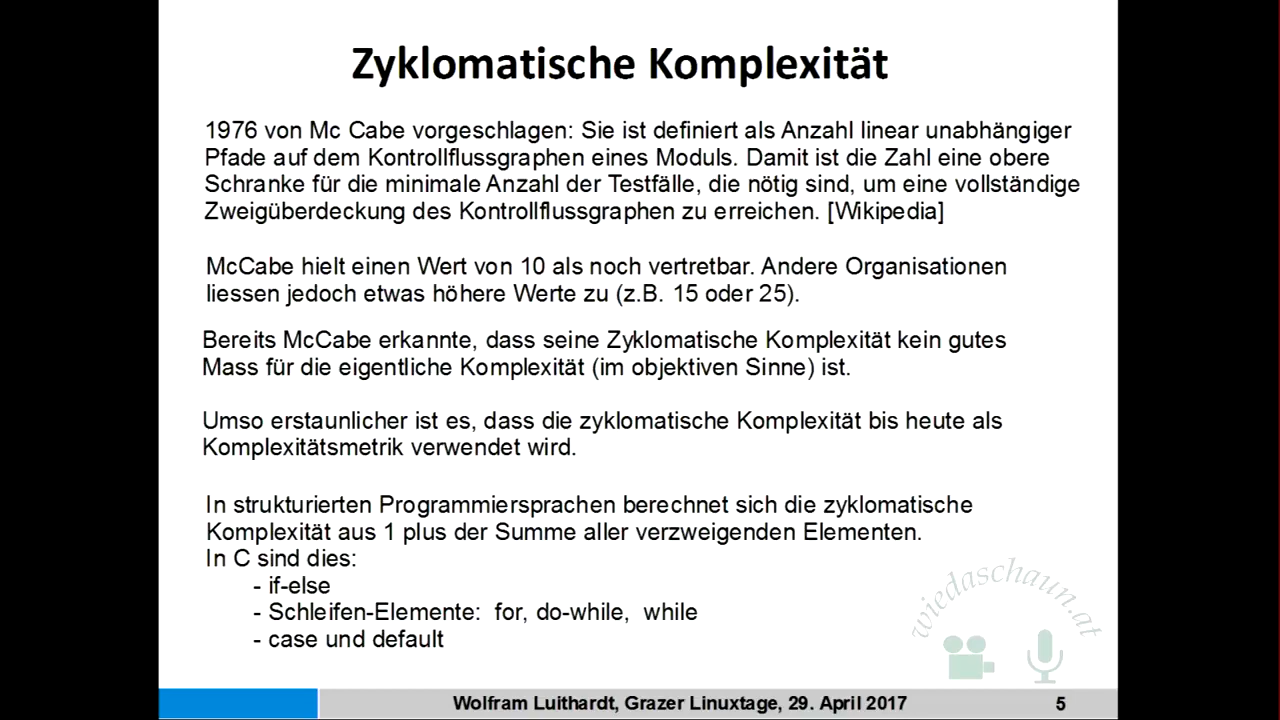 Zyklomatische Komplexität
1976 von Mc Cabe vorgeschlagen: Sie ist definiert als Anzahl linear unabhängiger
Pfade auf dem Kontrollflussgraphen eines Moduls. Damit ist die Zahl eine obere
Schranke für die minimale Anzahl der Testfälle, die nötig sind, um eine vollständige
Zweigüberdeckung des Kontrollflussgraphen zu erreichen. [Wikipedia]
McCabe hielt einen Wert von 10 als noch vertretbar. Andere Organisationen
liessen jedoch etwas höhere Werte zu (z.B. 15 oder 25).
Bereits McCabe erkannte, dass seine Zyklomatische Komplexität kein gutes
Mass für die eigentliche Komplexität (im objektiven Sinne) ist.
Umso erstaunlicher ist es, dass die zyklomatische Komplexität bis heute als
Komplexitätsmetrik verwendet wird.
In strukturierten Programmiersprachen berechnet sich die zyklomatische
Komplexität aus 1 plus der Summe aller verzweigenden Elementen.
In C sind dies:
- if-else
- Schleifen-Elemente: for, do-while, while
- case und default
wiedaschaun.at
Wolfram Luithardt, Grazer Linuxtage, 29. April 2017
5